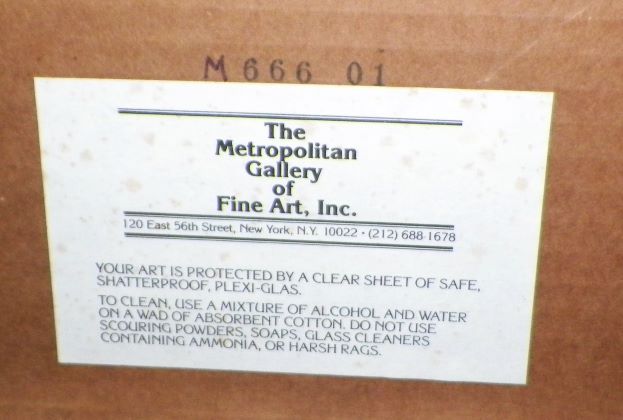 M 666 01
The
Metropolitan
Gallery
of
Fine Art, Inc.
120 East 56th Street, New York, N.Y. 10022 • (212) 688-1678
YOUR ART IS PROTECTED BY A CLEAR SHEET OF SAFE,
SHATTERPROOF, PLEXI-GLAS.
TO CLEAN, USE A MIXTURE OF ALCOHOL AND WATER
ON A WAD OF ABSORBENT COTTON. DO NOT USE
SCOURING POWDERS, SOAPS, GLASS CLEANERS
CONTAINING AMMONIA, OR HARSH RAGS.